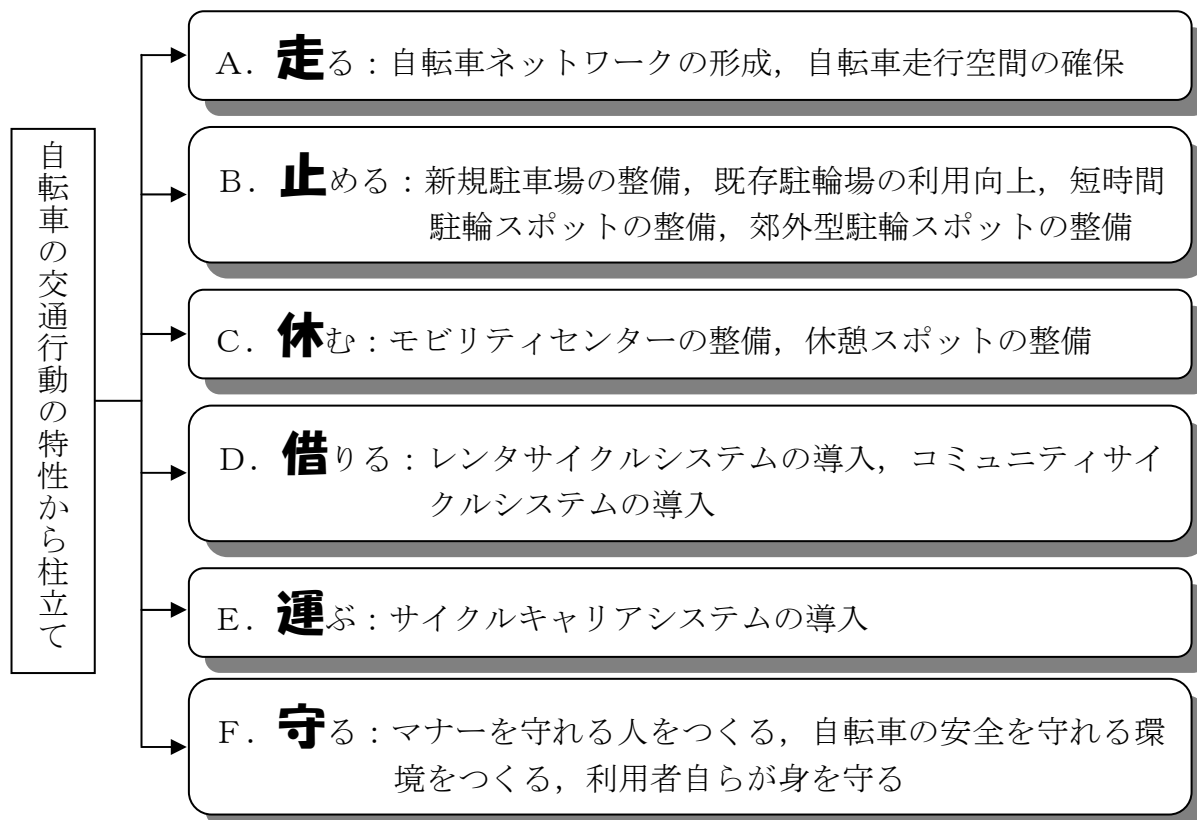 自転車の交通行動の特性から柱立て
A. 走る：自転車ネットワークの形成，自転車走行空間の確保
B. 止める：新規駐車場の整備，既存駐輪場の利用向上，短時間
駐輪スポットの整備，郊外型駐輪スポットの整備
C. 休む：モビリティセンターの整備，休憩スポットの整備
D. 借りる：レンタサイクルシステムの導入，コミュニティサイ
クルシステムの導入
E. 運ぶ：サイクルキャリアシステムの導入
F. 守る：マナーを守れる人をつくる，自転車の安全を守れる環
境をつくる，利用者自らが身を守る